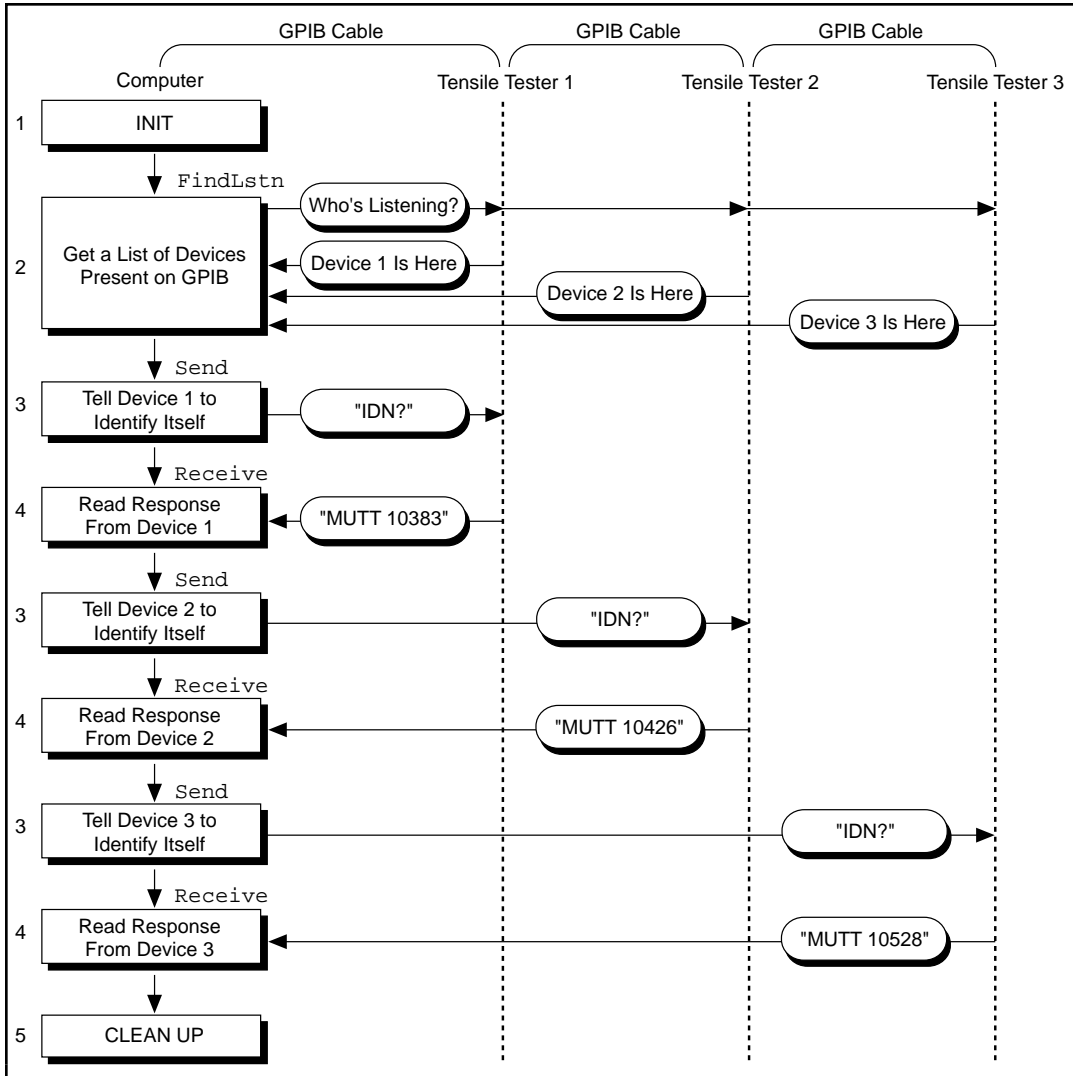 GPIB Cable GPIB Cable GPIB Cable
Computer Tensile Tester 1 Tensile Tester 2 Tensile Tester 3
1 INIT
FindLstn
Who's Listening?
2 Get a List of Devices
Present on GPIB
Device 1 Is Here
Device 2 Is Here
Device 3 Is Here
Send
3 Tell Device 1 to
Identify Itself
"IDN?"
Receive
4 Read Response
From Device 1
"MUTT 10383"
Send
3 Tell Device 2 to
Identify Itself
"IDN?"
Receive
4 Read Response
From Device 2
"MUTT 10426"
Send
3 Tell Device 3 to
Identify Itself
"IDN?"
Receive
4 Read Response
From Device 3
"MUTT 10528"
5 CLEAN UP